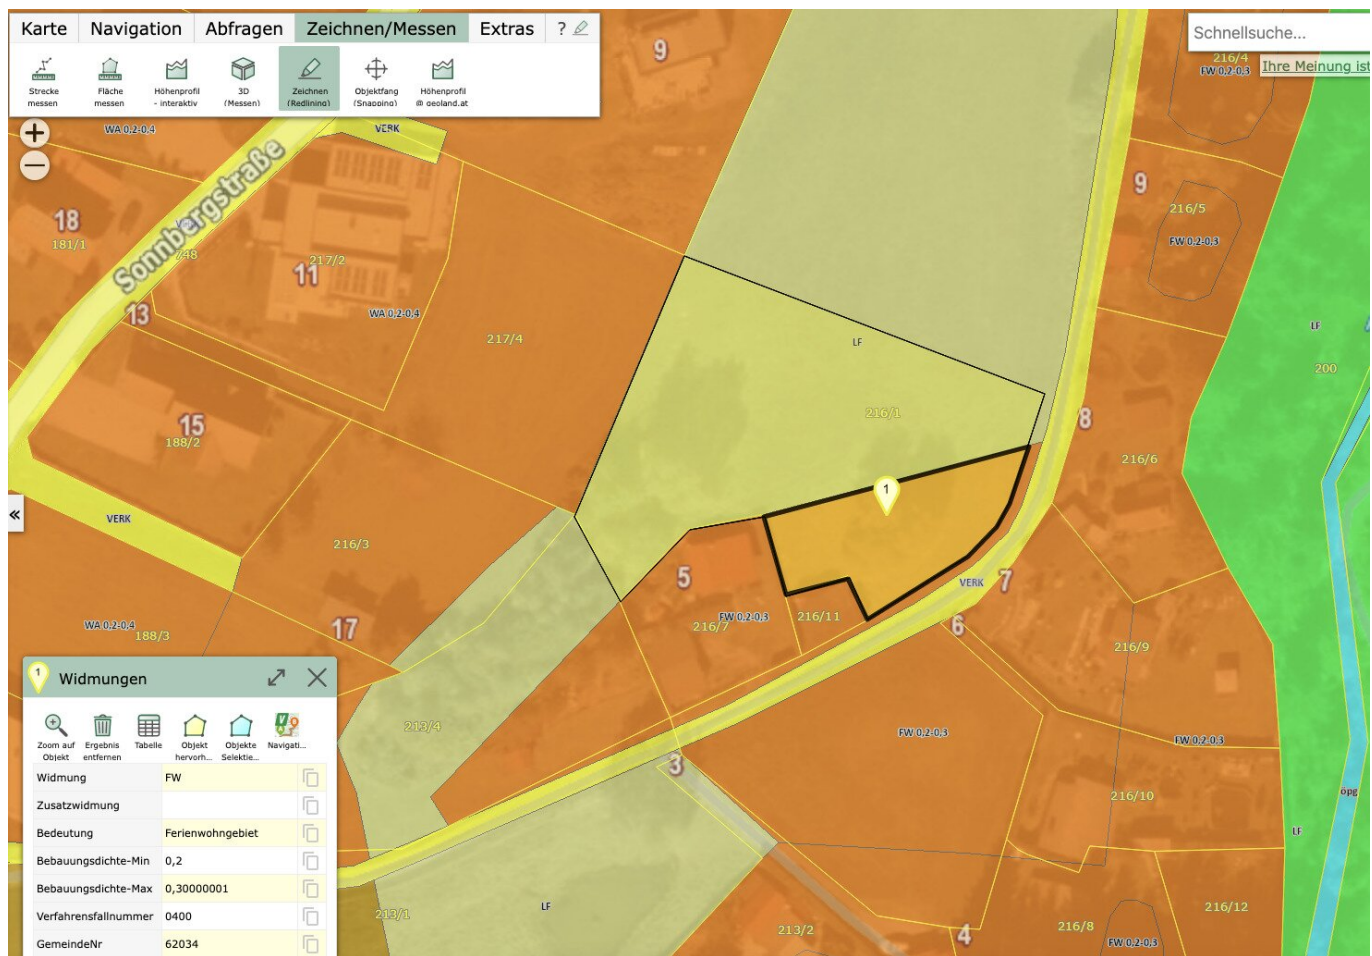 Karte Navigation Abfragen Zeichnen/Messen Extras ?
Schnellsuche...
Ihre Meinung ist
Strecke messen
Fläche messen
Höhenprofil - interaktiv
3D (Messen)
Zeichnen (Redlining)
Objektfang (Snapping)
Höhenprofil @ geoland.at
9
216/4
FW 0,2-0,3
WA 0,2-0,4
VERK
Sonnbergstraße
18
181/1
748
217/2
11
13
WA 0,2-0,4
9
216/5
FW 0,2-0,3
217/4
LF
LF
200
216/1
8
15
188/2
216/6
1
«
VERK
216/3
5
VERK
7
216/7
FW 0,2-0,3
216/11
6
WA 0,2-0,4
188/3
17
216/9
213/4
FW 0,2-0,3
FW 0,2-0,3
3
216/10
öpg
LF
213/1
LF
213/2
4
216/8
216/12
FW 0,2-0,3
1
Widmungen
Zoom auf Objekt
Ergebnis entfernen
Tabelle
Objekt hervorh...
Objekte Selektie...
Navigati...
Widmung FW
Zusatzwidmung
Bedeutung Ferienwohngebiet
Bebauungsdichte-Min 0,2
Bebauungsdichte-Max 0,30000001
Verfahrensfallnummer 0400
GemeindeNr 62034